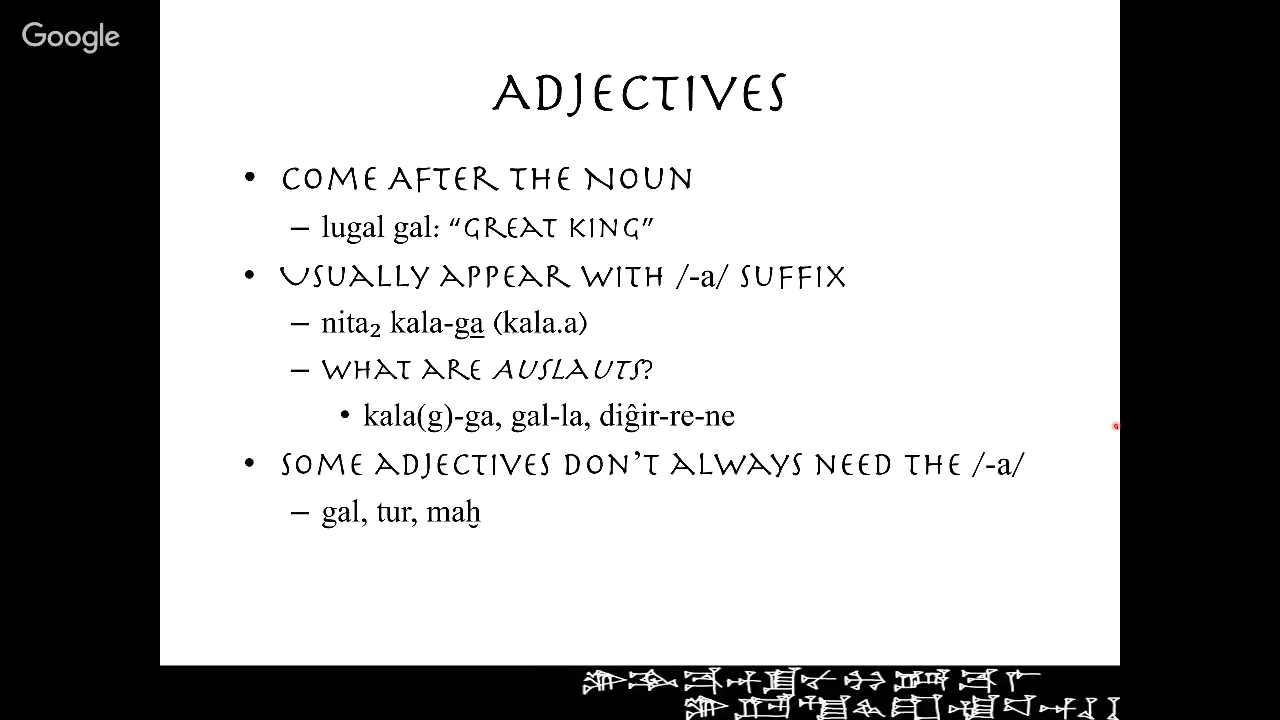 Google
ADJECTIVES
• COME AFTER THE NOUN
– lugal gal: “GREAT KING”
• USUALLY APPEAR WITH /-a/ SUFFIX
– nita₂ kala-ga (kala.a)
– WHAT ARE AUSLAUTS?
• kala(g)-ga, gal-la, diĝir-re-ne
• SOME ADJECTIVES DON’T ALWAYS NEED THE /-a/
– gal, tur, maḫ